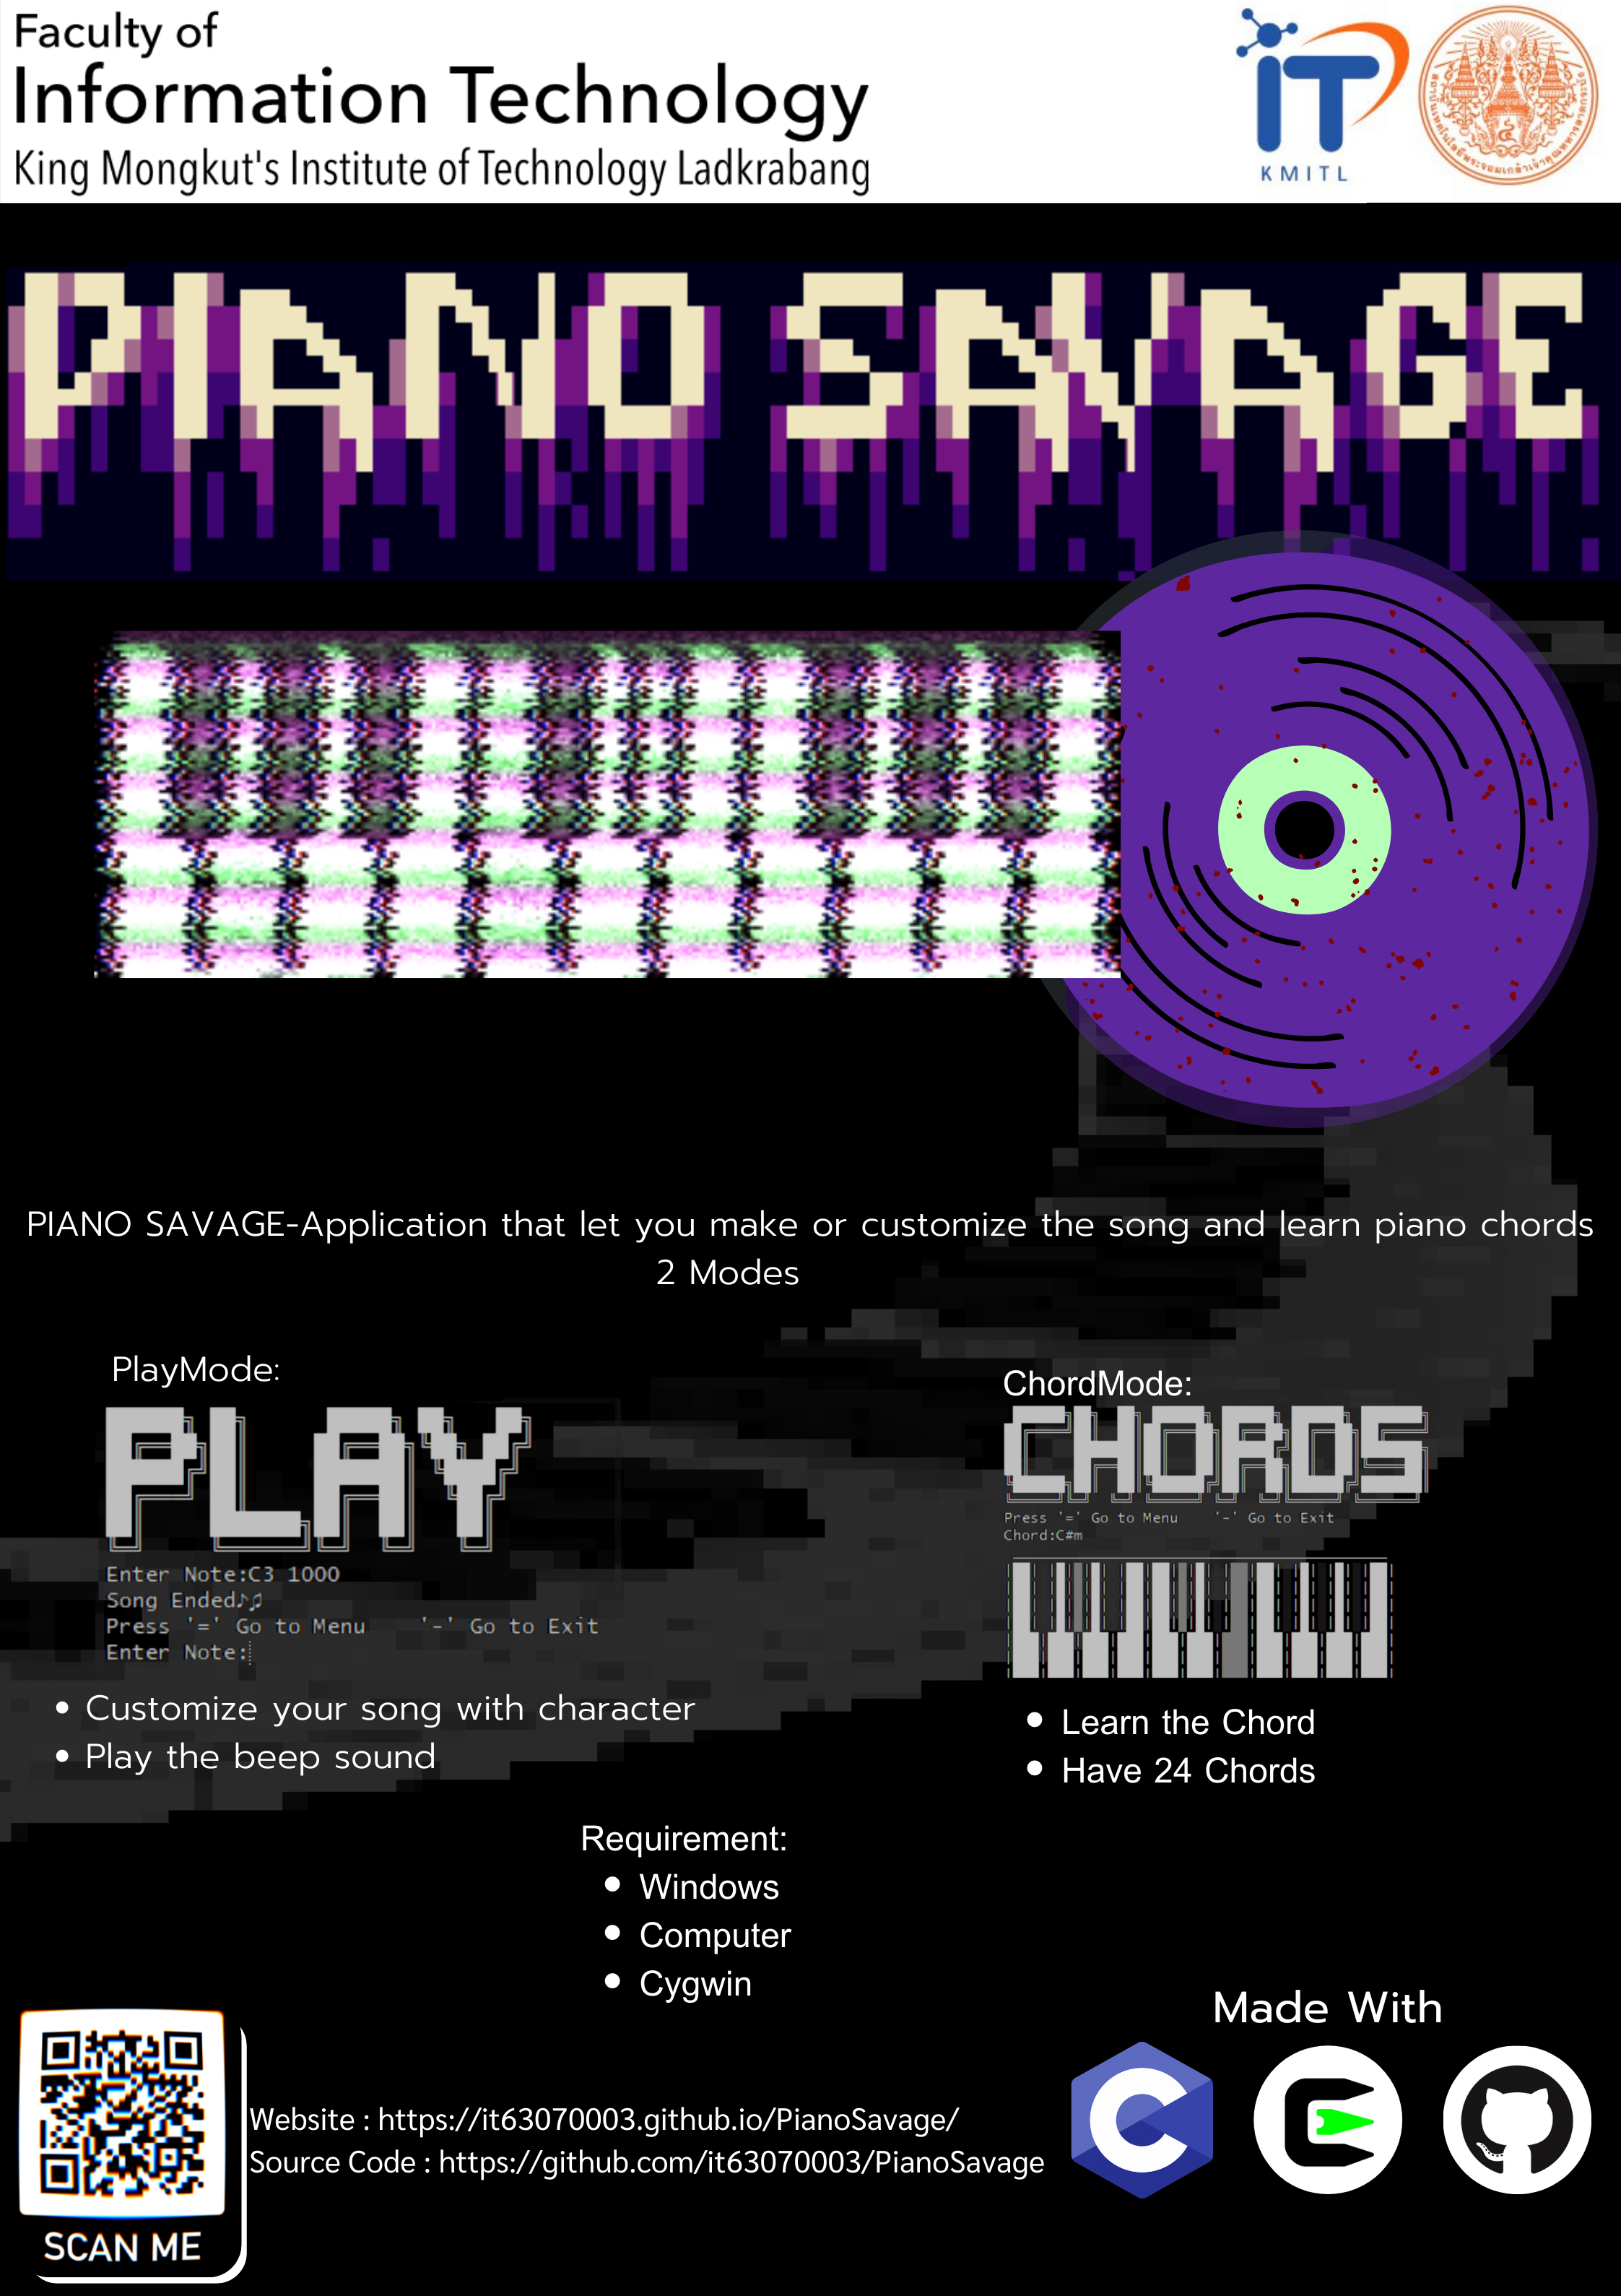 Faculty of
Information Technology
King Mongkut's Institute of Technology Ladkrabang
iT
KMITL
PIANO SAVAGE
PIANO SAVAGE-Application that let you make or customize the song and learn piano chords
2 Modes
PlayMode:
PLAY
Enter Note:C3 1000
Song Ended♪♫
Press '=' Go to Menu    '-' Go to Exit
Enter Note:
• Customize your song with character
• Play the beep sound
ChordMode:
CHORDS
Press '=' Go to Menu    '-' Go to Exit
Chord:C#m
• Learn the Chord
• Have 24 Chords
Requirement:
• Windows
• Computer
• Cygwin
Made With
C
Website : https://it63070003.github.io/PianoSavage/
Source Code : https://github.com/it63070003/PianoSavage
SCAN ME